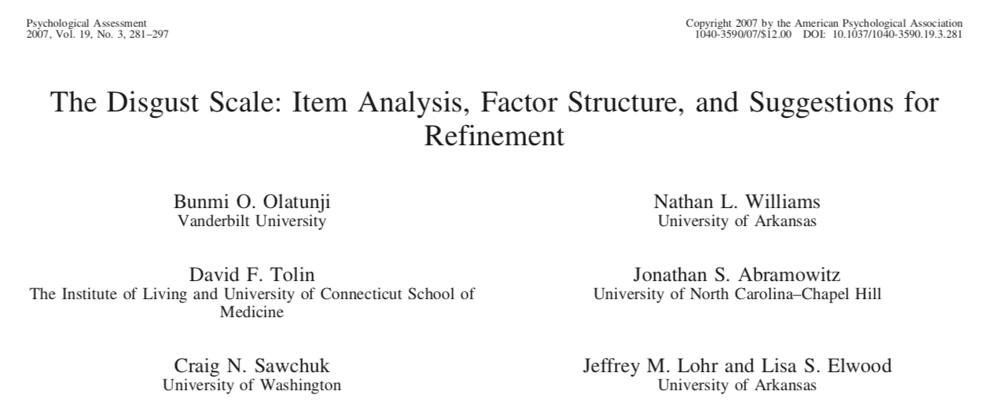 Psychological Assessment
2007, Vol. 19, No. 3, 281–297
Copyright 2007 by the American Psychological Association
1040-3590/07/$12.00 DOI: 10.1037/1040-3590.19.3.281
The Disgust Scale: Item Analysis, Factor Structure, and Suggestions for
Refinement
Bunmi O. Olatunji
Vanderbilt University
Nathan L. Williams
University of Arkansas
David F. Tolin
The Institute of Living and University of Connecticut School of
Medicine
Jonathan S. Abramowitz
University of North Carolina–Chapel Hill
Craig N. Sawchuk
University of Washington
Jeffrey M. Lohr and Lisa S. Elwood
University of Arkansas